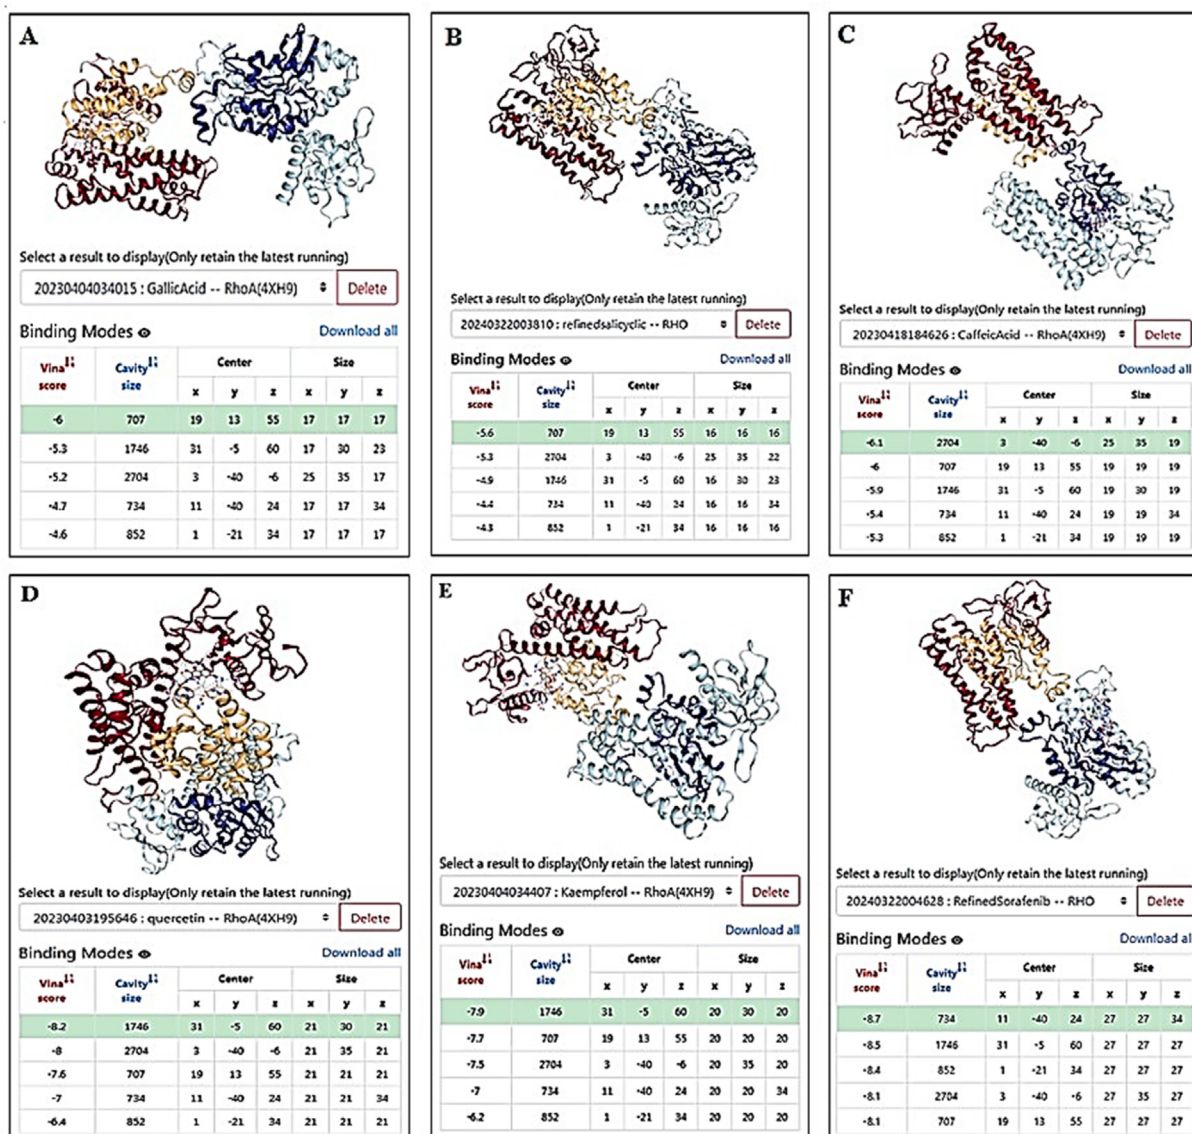 A
Select a result to display(Only retain the latest running)
20230404034015 : GallicAcid -- RhoA(4XH9) Delete
Binding Modes Download all
Vina score Cavity size Center Size
x y z x y z
-6 707 19 13 55 17 17 17
-5.3 1746 31 -5 60 17 30 23
-5.2 2704 3 -40 -6 25 35 17
-4.7 734 11 -40 24 17 17 34
-4.6 852 1 -21 34 17 17 17
B
Select a result to display(Only retain the latest running)
20240322003810 : refinedsalicyclic -- RHO Delete
Binding Modes Download all
Vina score Cavity size Center Size
x y z x y z
-5.6 707 19 13 55 16 16 16
-5.3 2704 3 -40 -6 25 35 22
-4.9 1746 31 -5 60 16 30 23
-4.4 734 11 -40 24 16 16 34
-4.3 852 1 -21 34 16 16 16
C
Select a result to display(Only retain the latest running)
20230418184626 : CaffeicAcid -- RhoA(4XH9) Delete
Binding Modes Download all
Vina score Cavity size Center Size
x y z x y z
-6.1 2704 3 -40 -6 25 35 19
-6 707 19 13 55 19 19 19
-5.9 1746 31 -5 60 19 30 19
-5.4 734 11 -40 24 19 19 34
-5.3 852 1 -21 34 19 19 19
D
Select a result to display(Only retain the latest running)
20230403195646 : quercetin -- RhoA(4XH9) Delete
Binding Modes Download all
Vina score Cavity size Center Size
x y z x y z
-8.2 1746 31 -5 60 21 30 21
-8 2704 3 -40 -6 21 35 21
-7.6 707 19 13 55 21 21 21
-7 734 11 -40 24 21 21 34
-6.4 852 1 -21 34 21 21 21
E
Select a result to display(Only retain the latest running)
20230404034407 : Kaempferol -- RhoA(4XH9) Delete
Binding Modes Download all
Vina score Cavity size Center Size
x y z x y z
-7.9 1746 31 -5 60 20 30 20
-7.7 707 19 13 55 20 20 20
-7.5 2704 3 -40 -6 20 35 20
-7 734 11 -40 24 20 20 34
-6.2 852 1 -21 34 20 20 20
F
Select a result to display(Only retain the latest running)
20240322004628 : RefinedSorafenib -- RHO Delete
Binding Modes Download all
Vina score Cavity size Center Size
x y z x y z
-8.7 734 11 -40 24 27 27 34
-8.5 1746 31 -5 60 27 27 27
-8.4 852 1 -21 34 27 27 27
-8.1 2704 3 -40 -6 27 35 27
-8.1 707 19 13 55 27 27 27